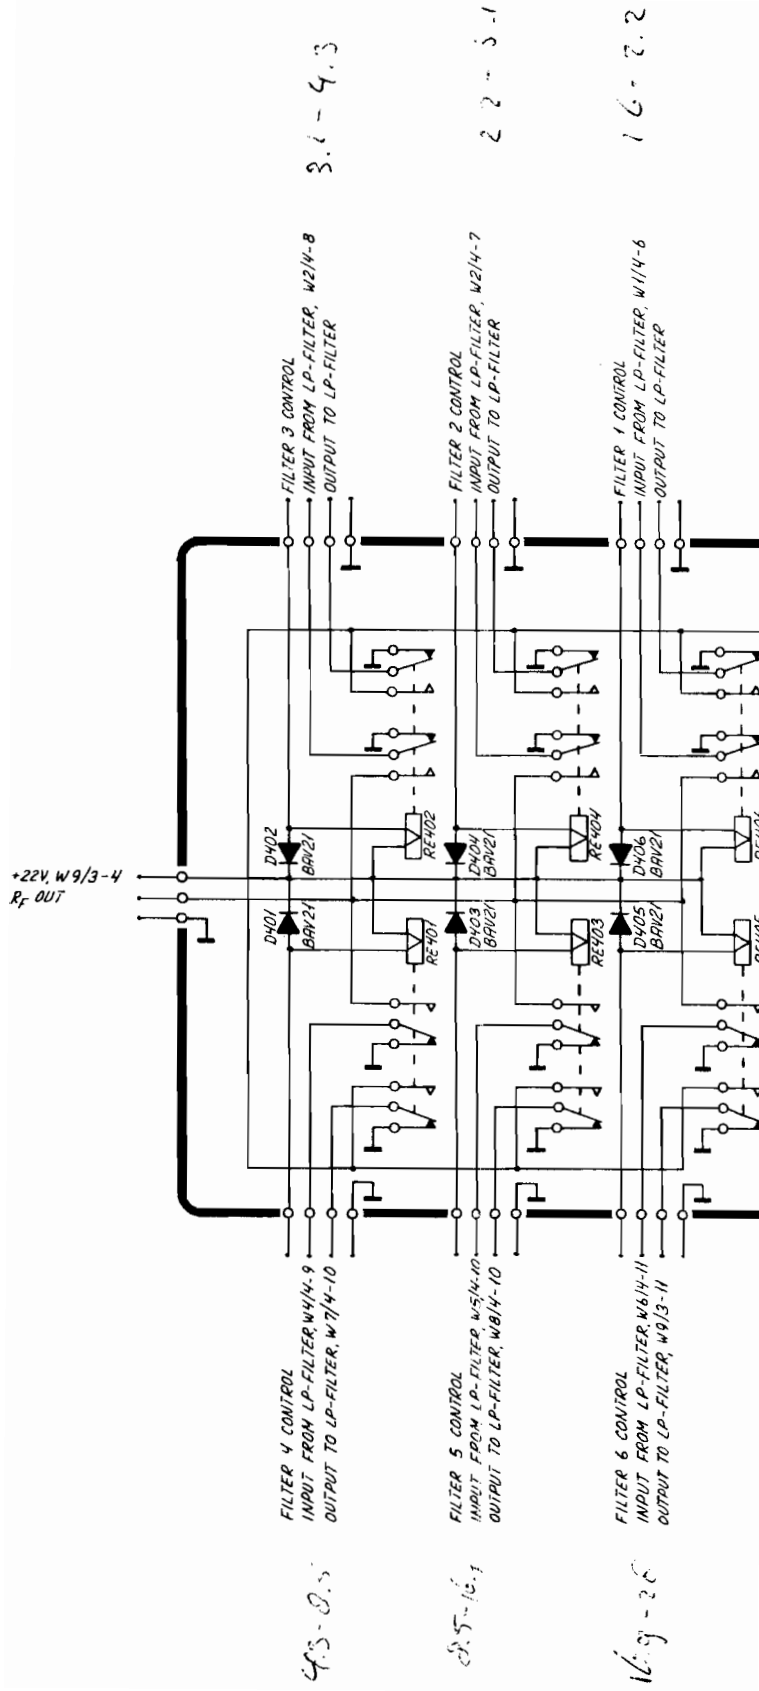 3.1 - 4.3
1.6 - 2.2
FILTER 3 CONTROL
INPUT FROM LP-FILTER, W2/4-8
OUTPUT TO LP-FILTER
FILTER 2 CONTROL
INPUT FROM LP-FILTER, W2/4-7
OUTPUT TO LP-FILTER
FILTER 1 CONTROL
INPUT FROM LP-FILTER, W1/4-6
OUTPUT TO LP-FILTER
+22V, W9/3-4
RF OUT
D402
BAV21
RE402
D404
BAV21
RE404
D406
BAV21
D401
BAV21
RE401
D403
BAV21
RE403
D405
BAV21
FILTER 4 CONTROL
INPUT FROM LP-FILTER, W4/4-9
OUTPUT TO LP-FILTER, W7/4-10
FILTER 5 CONTROL
INPUT FROM LP-FILTER, W5/4-10
OUTPUT TO LP-FILTER, W8/4-10
FILTER 6 CONTROL
INPUT FROM LP-FILTER, W6/4-11
OUTPUT TO LP-FILTER, W9/3-11